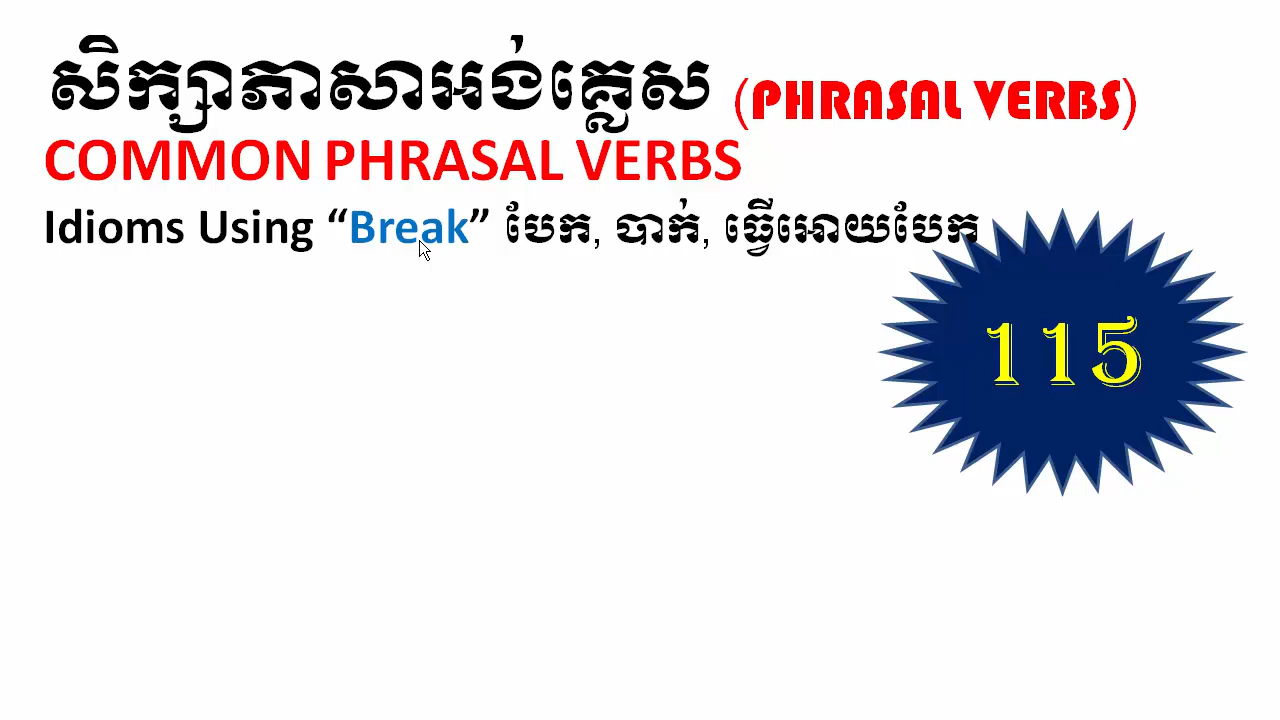 សិក្សាភាសាអង់គ្លេស (PHRASAL VERBS)
COMMON PHRASAL VERBS
Idioms Using “Break” បែក, បាក់, ធ្វើអោយបែក
115